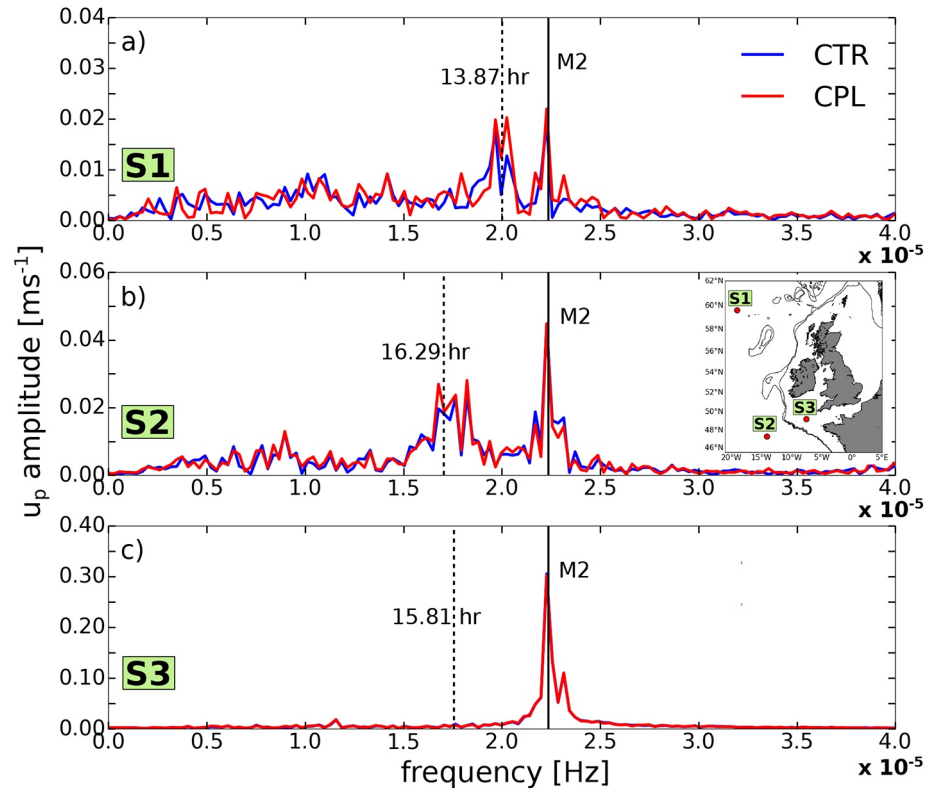 a)
0.04
0.03
0.02
0.01
0.00
13.87 hr
M2
CTR
CPL
S1
0.0 0.5 1.0 1.5 2.0 2.5 3.0 3.5 4.0
x 10⁻⁵
b)
0.06
0.04
0.02
0.00
16.29 hr
M2
S2
62°N
60°N
58°N
56°N
54°N
52°N
50°N
48°N
46°N
S1
S3
S2
20°W 15°W 10°W 5°W 0° 5°E
0.0 0.5 1.0 1.5 2.0 2.5 3.0 3.5 4.0
x 10⁻⁵
c)
0.40
0.30
0.20
0.10
0.00
15.81 hr
M2
S3
0.0 0.5 1.0 1.5 2.0 2.5 3.0 3.5 4.0
x 10⁻⁵
uₚ amplitude [ms⁻¹]
frequency [Hz]